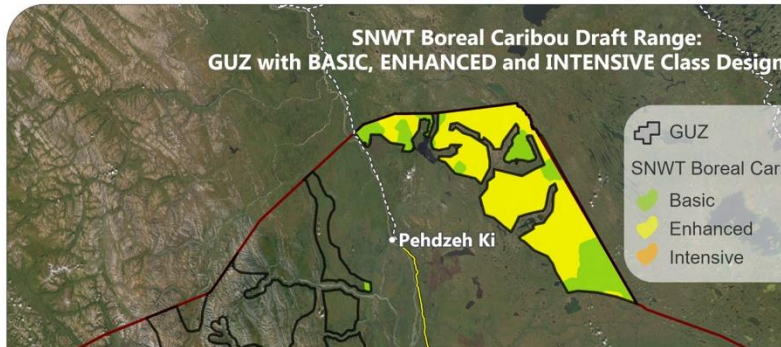 SNWT Boreal Caribou Draft Range:
GUZ with BASIC, ENHANCED and INTENSIVE Class Design
GUZ
SNWT Boreal Car
Basic
Enhanced
Intensive
Pehdzeh Ki